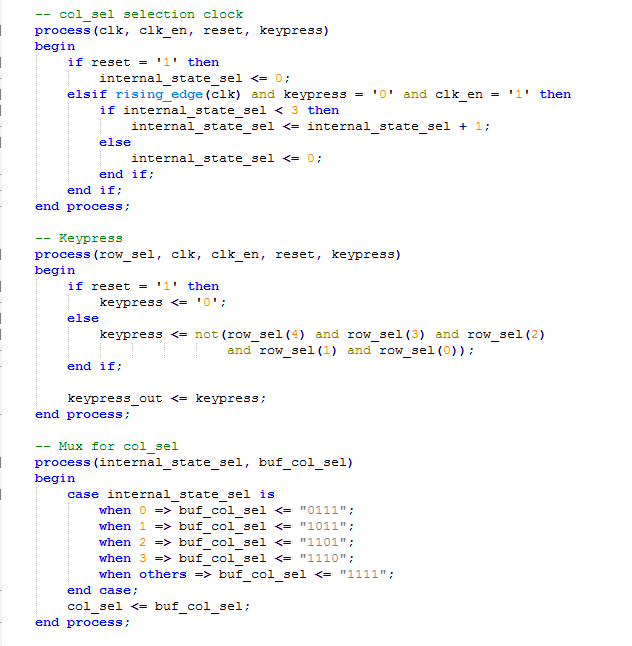 -- col_sel selection clock
process(clk, clk_en, reset, keypress)
begin
    if reset = '1' then
        internal_state_sel <= 0;
    elsif rising_edge(clk) and keypress = '0' and clk_en = '1' then
        if internal_state_sel < 3 then
            internal_state_sel <= internal_state_sel + 1;
        else
            internal_state_sel <= 0;
        end if;
    end if;
end process;

-- Keypress
process(row_sel, clk, clk_en, reset, keypress)
begin
    if reset = '1' then
        keypress <= '0';
    else
        keypress <= not(row_sel(4) and row_sel(3) and row_sel(2)
                        and row_sel(1) and row_sel(0));
    end if;

    keypress_out <= keypress;
end process;

-- Mux for col_sel
process(internal_state_sel, buf_col_sel)
begin
    case internal_state_sel is
        when 0 => buf_col_sel <= "0111";
        when 1 => buf_col_sel <= "1011";
        when 2 => buf_col_sel <= "1101";
        when 3 => buf_col_sel <= "1110";
        when others => buf_col_sel <= "1111";
    end case;
    col_sel <= buf_col_sel;
end process;